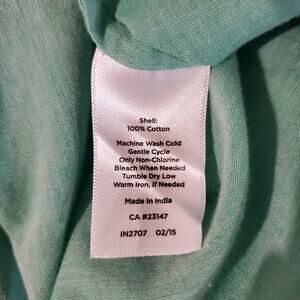 Shell:
100% Cotton
Machine Wash Cold
Gentle Cycle
Only Non-Chlorine
Bleach When Needed
Tumble Dry Low
Warm Iron, if Needed
Made in India
CA #23147
IN2707 02/15